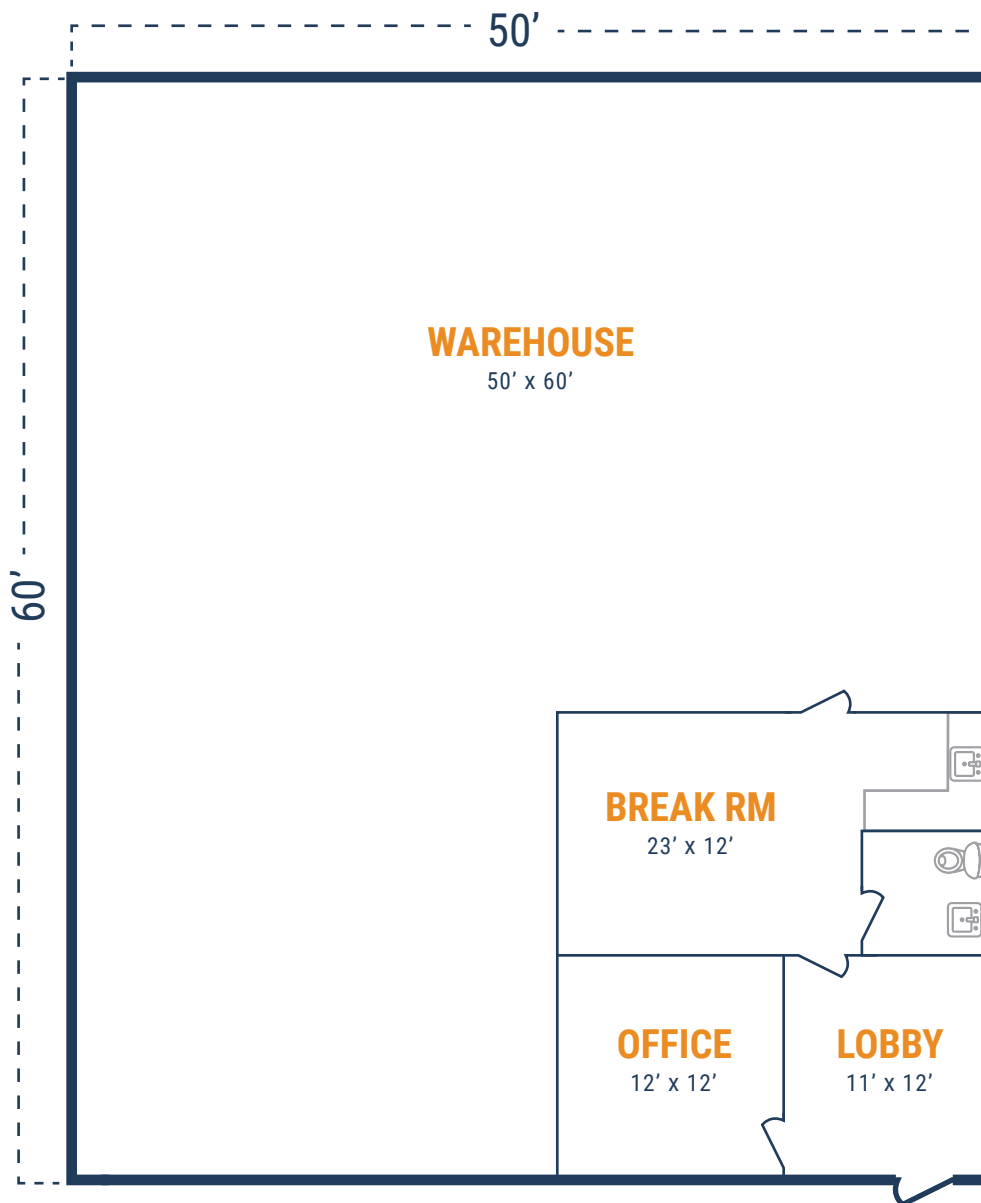 50’
WAREHOUSE
50’ x 60’
60’
BREAK RM
23’ x 12’
OFFICE
12’ x 12’
LOBBY
11’ x 12’